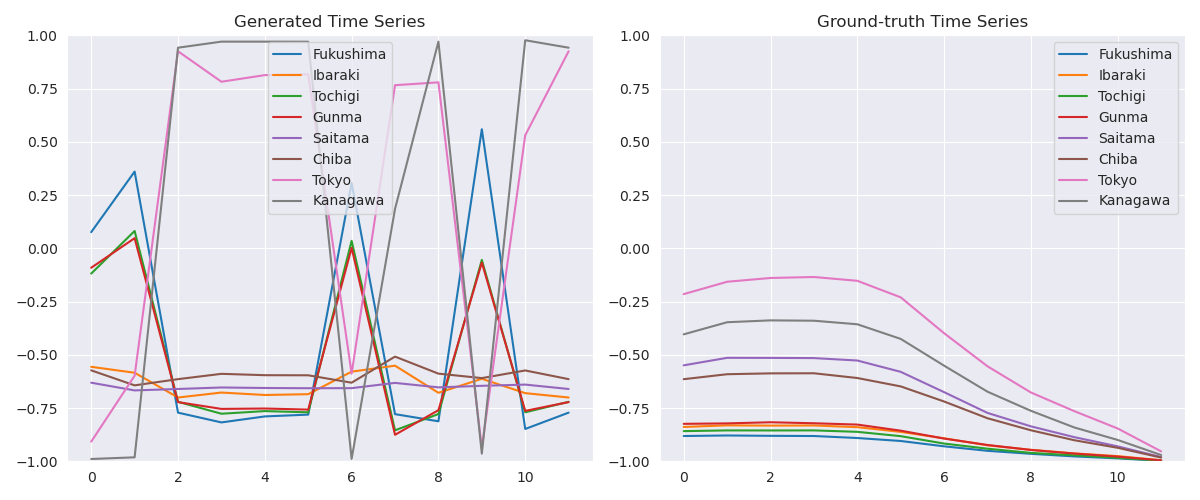 Generated Time Series
1.00
0.75
0.50
0.25
0.00
−0.25
−0.50
−0.75
−1.00
0
2
4
6
8
10
Fukushima
Ibaraki
Tochigi
Gunma
Saitama
Chiba
Tokyo
Kanagawa
Ground-truth Time Series
1.00
0.75
0.50
0.25
0.00
−0.25
−0.50
−0.75
−1.00
0
2
4
6
8
10
Fukushima
Ibaraki
Tochigi
Gunma
Saitama
Chiba
Tokyo
Kanagawa